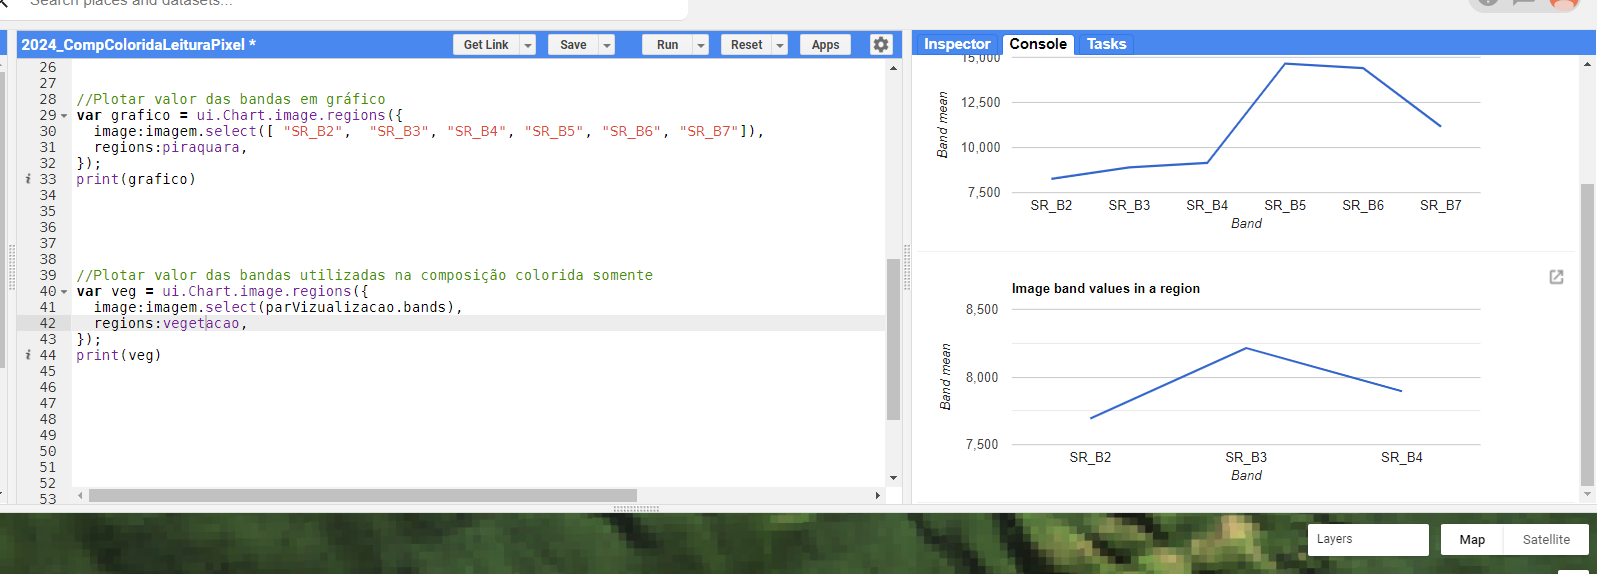 Search places and datasets...
2024_CompColoridaLeituraPixel *
Get Link
Save
Run
Reset
Apps
26
27
28 //Plotar valor das bandas em gráfico
29 var grafico = ui.Chart.image.regions({
30 image:imagem.select([ "SR_B2",  "SR_B3", "SR_B4", "SR_B5", "SR_B6", "SR_B7"]),
31 regions:piraquara,
32 });
i 33 print(grafico)
34
35
36
37
38
39 //Plotar valor das bandas utilizadas na composição colorida somente
40 var veg = ui.Chart.image.regions({
41 image:imagem.select(parVizualizacao.bands),
42 regions:vegetacao,
43 });
i 44 print(veg)
45
46
47
48
49
50
51
52
53
Inspector
Console
Tasks
15,000
12,500
10,000
7,500
Band mean
SR_B2 SR_B3 SR_B4 SR_B5 SR_B6 SR_B7
Band
Image band values in a region
8,500
8,000
7,500
Band mean
SR_B2 SR_B3 SR_B4
Band
Layers
Map
Satellite